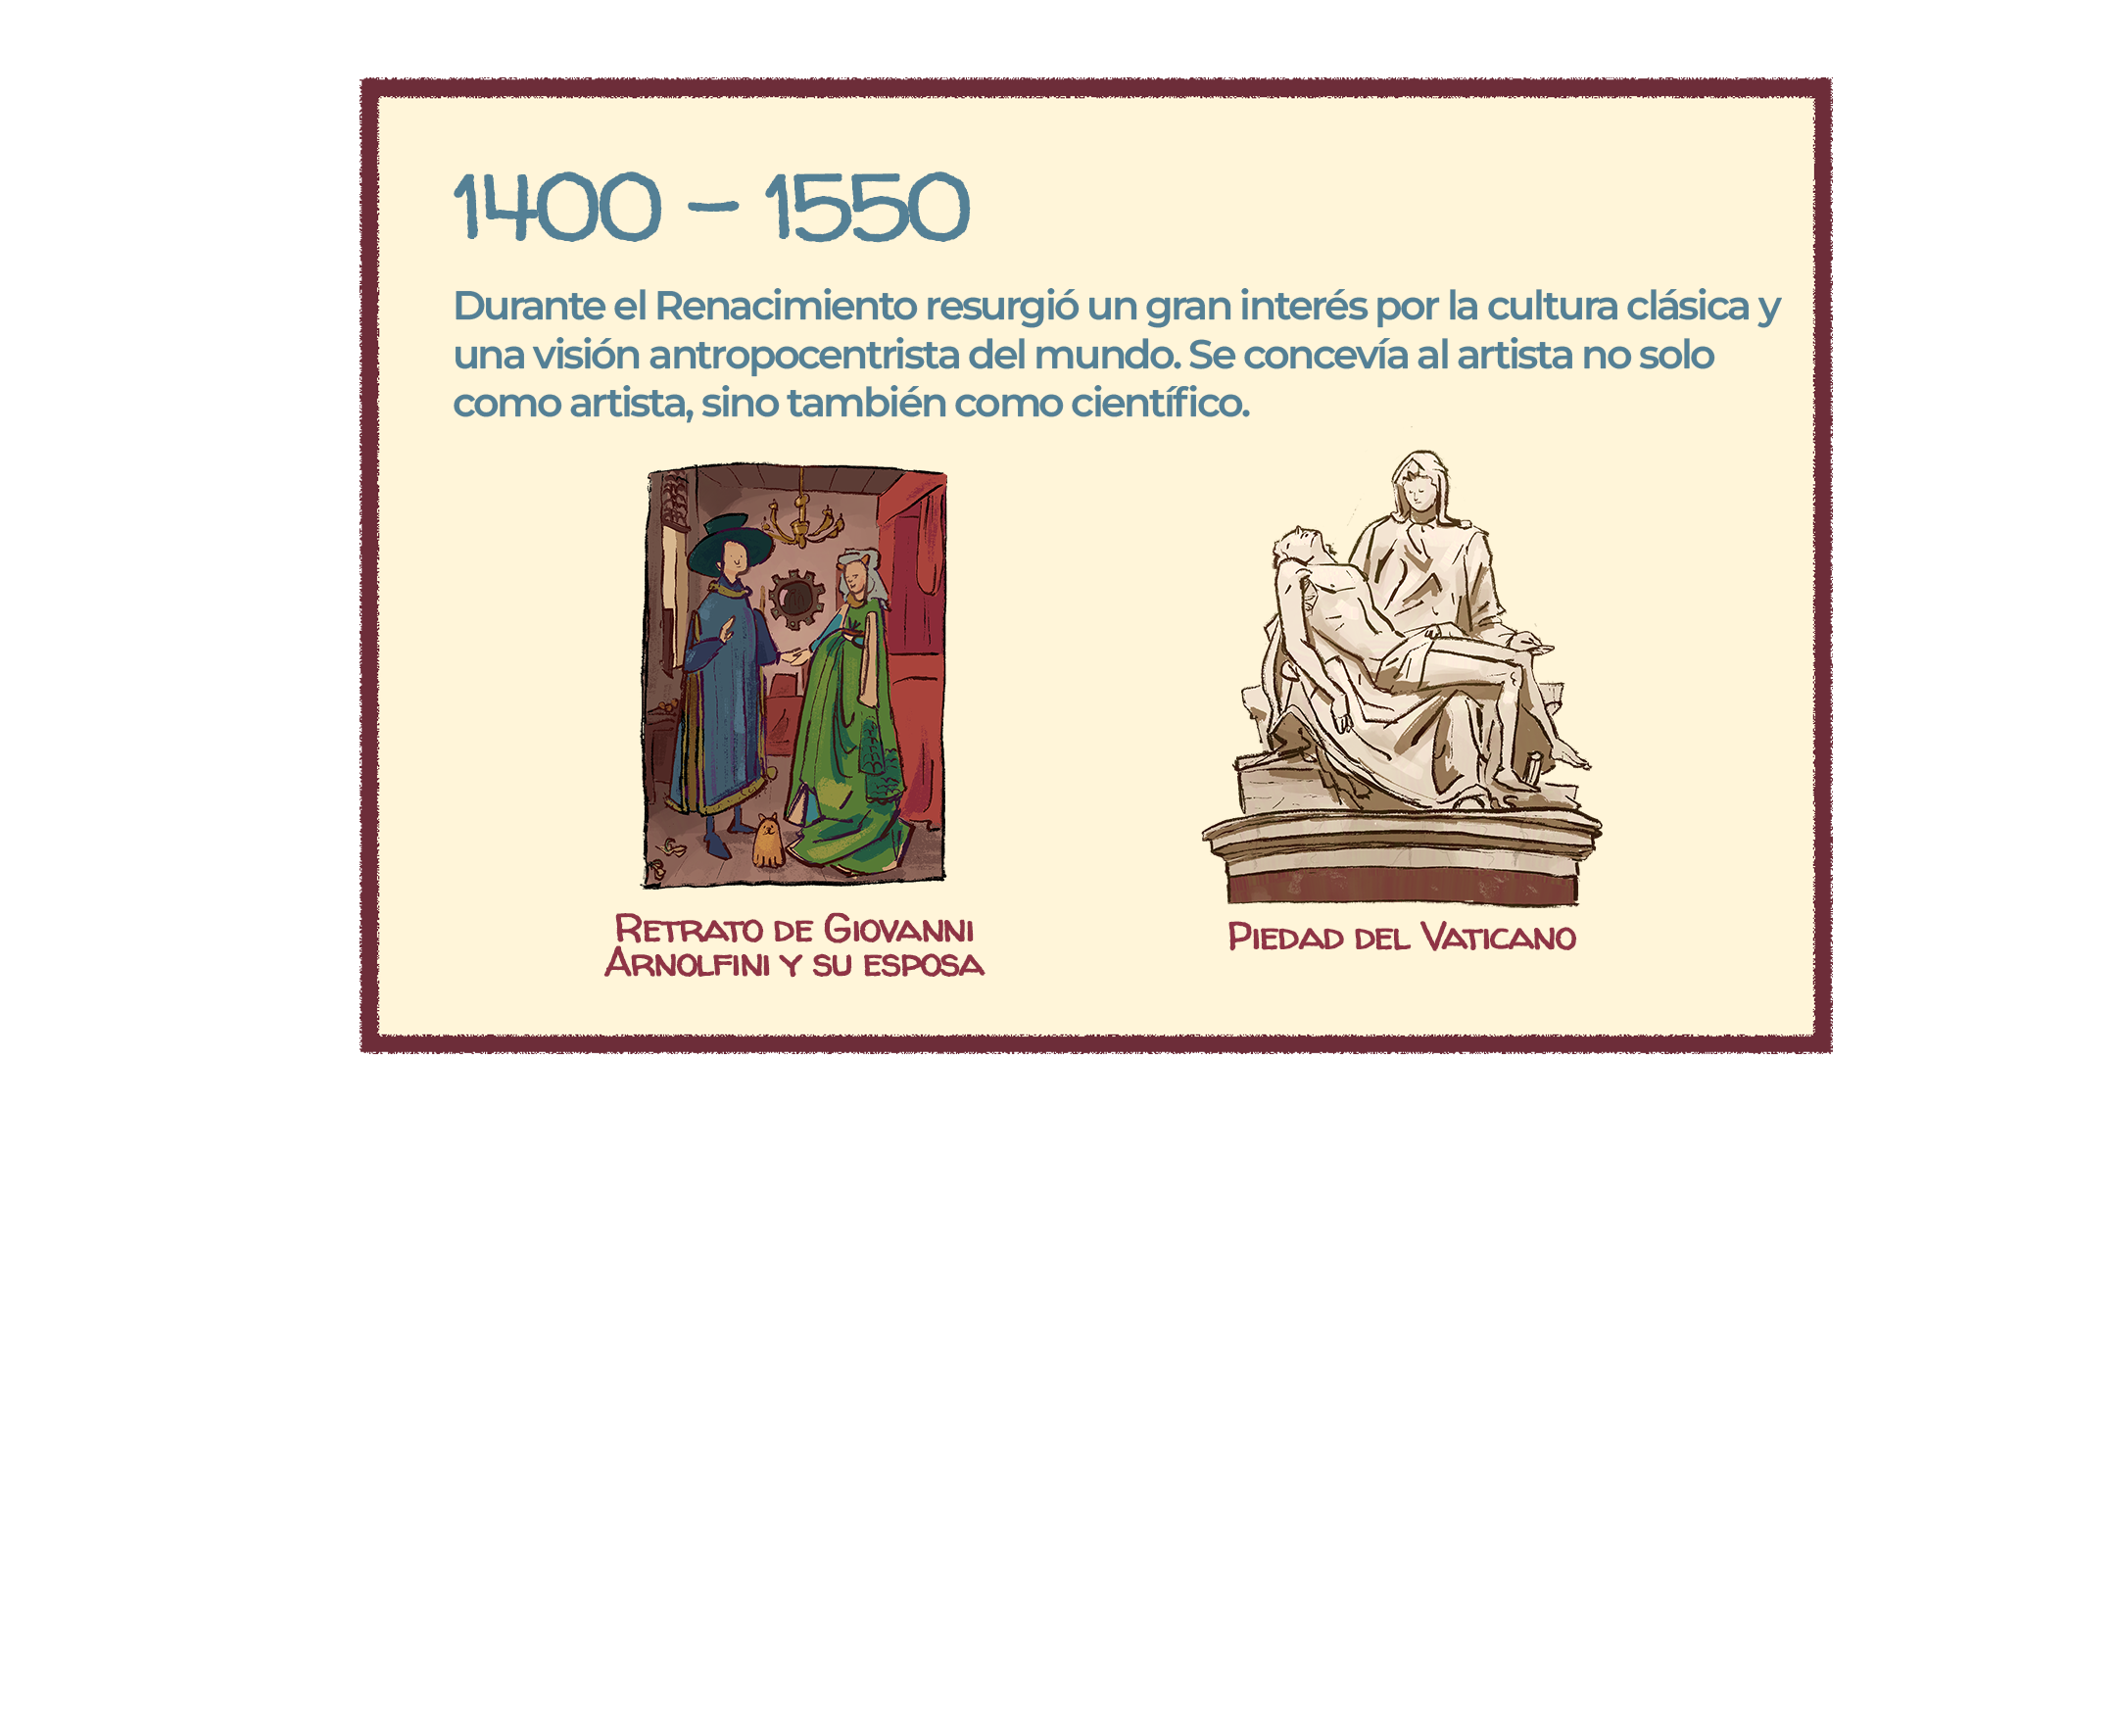 1400 – 1550
Durante el Renacimiento resurgió un gran interés por la cultura clásica y
una visión antropocentrista del mundo. Se concevía al artista no solo
como artista, sino también como científico.
Retrato de Giovanni
Arnolfini y su esposa
Piedad del Vaticano